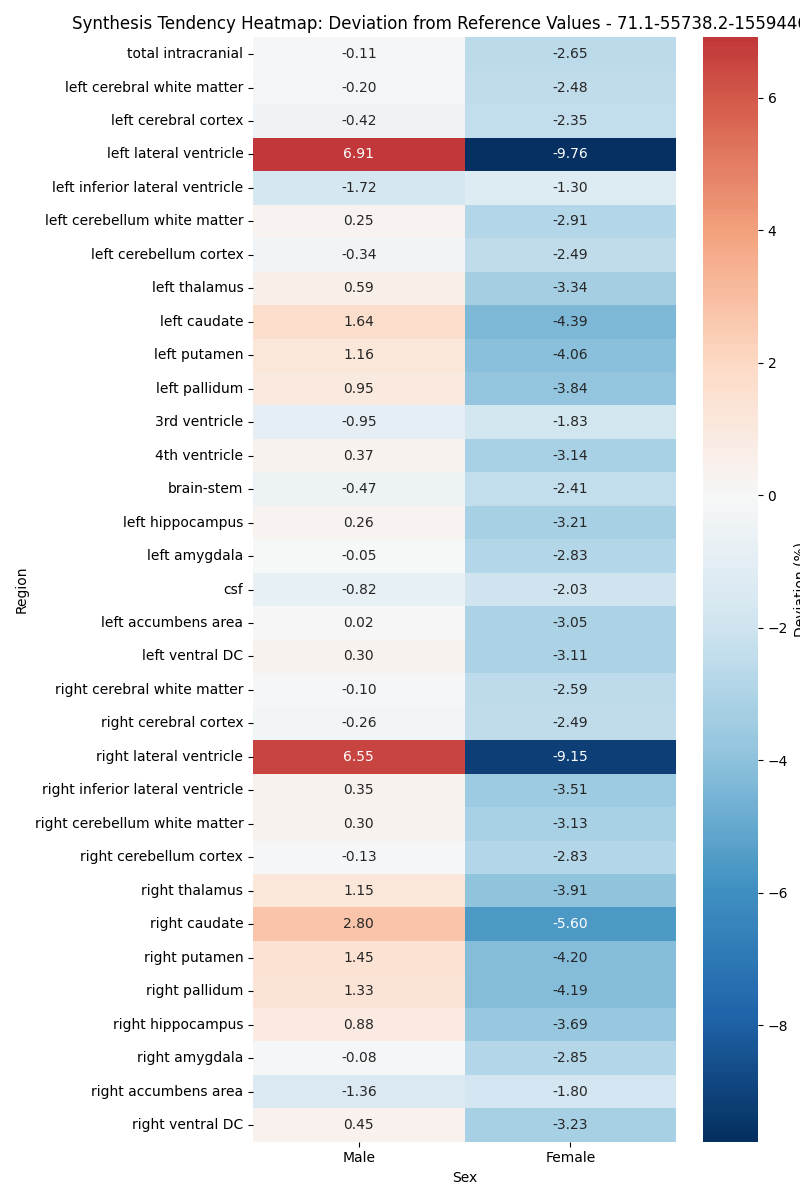 Synthesis Tendency Heatmap: Deviation from Reference Values - 71.1-55738.2-1559446
total intracranial -0.11 -2.65
left cerebral white matter -0.20 -2.48
left cerebral cortex -0.42 -2.35
left lateral ventricle 6.91 -9.76
left inferior lateral ventricle -1.72 -1.30
left cerebellum white matter 0.25 -2.91
left cerebellum cortex -0.34 -2.49
left thalamus 0.59 -3.34
left caudate 1.64 -4.39
left putamen 1.16 -4.06
left pallidum 0.95 -3.84
3rd ventricle -0.95 -1.83
4th ventricle 0.37 -3.14
brain-stem -0.47 -2.41
left hippocampus 0.26 -3.21
left amygdala -0.05 -2.83
csf -0.82 -2.03
left accumbens area 0.02 -3.05
left ventral DC 0.30 -3.11
right cerebral white matter -0.10 -2.59
right cerebral cortex -0.26 -2.49
right lateral ventricle 6.55 -9.15
right inferior lateral ventricle 0.35 -3.51
right cerebellum white matter 0.30 -3.13
right cerebellum cortex -0.13 -2.83
right thalamus 1.15 -3.91
right caudate 2.80 -5.60
right putamen 1.45 -4.20
right pallidum 1.33 -4.19
right hippocampus 0.88 -3.69
right amygdala -0.08 -2.85
right accumbens area -1.36 -1.80
right ventral DC 0.45 -3.23
Male Female
Sex
Region
6
4
2
0
−2
−4
−6
−8
Deviation (%)